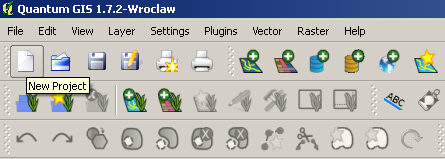 Quantum GIS 1.7.2-Wroclaw
File Edit View Layer Settings Plugins Vector Raster Help
New Project
ABC